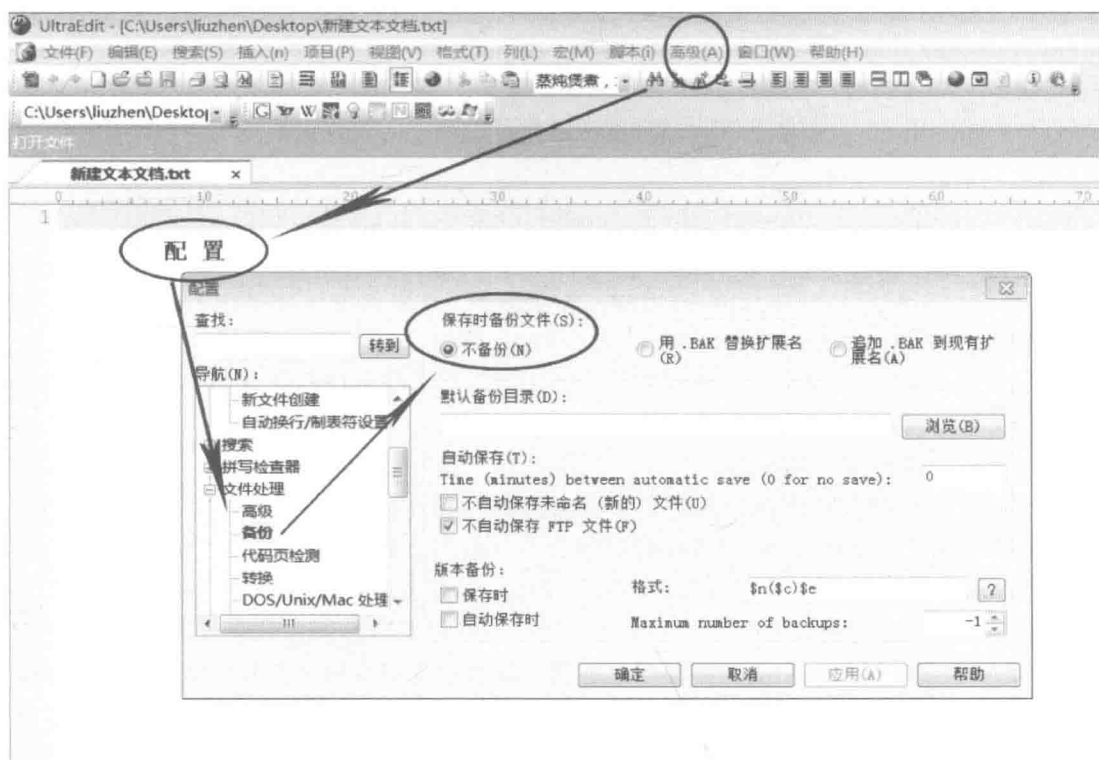 UltraEdit - [C:\Users\liuzhen\Desktop\新建文本文档.txt]
文件(F) 编辑(E) 搜索(S) 插入(n) 项目(P) 视图(V) 格式(T) 列(L) 宏(M) 脚本(i) 高级(A) 窗口(W) 帮助(H)
蒸炖煲煮,
C:\Users\liuzhen\Desktop
打开文件
新建文本文档.txt ×
0 10 20 30 40 50 60 70
1
配 置
配置
查找:
转到
导航(N):
新文件创建
自动换行/制表符设置
搜索
拼写检查器
文件处理
高级
备份
代码页检测
转换
DOS/Unix/Mac 处理
保存时备份文件(S):
不备份(N)
用 .BAK 替换扩展名
(R)
追加 .BAK 到现有扩
展名(A)
默认备份目录(D):
浏览(B)
自动保存(T):
Time (minutes) between automatic save (0 for no save): 0
不自动保存未命名 (新的) 文件(U)
不自动保存 FTP 文件(F)
版本备份:
保存时
格式: $n($c)$e ?
自动保存时
Maximum number of backups: -1
确定 取消 应用(A) 帮助